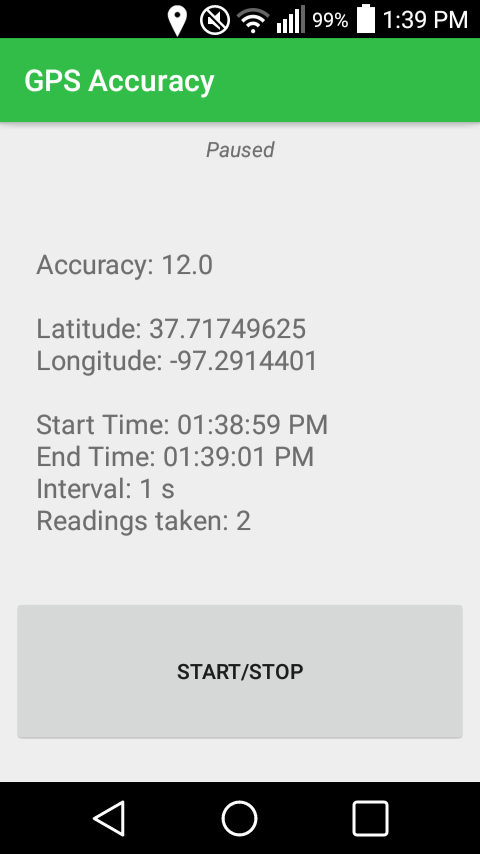 99% 1:39 PM
GPS Accuracy
Paused
Accuracy: 12.0
Latitude: 37.71749625
Longitude: -97.2914401
Start Time: 01:38:59 PM
End Time: 01:39:01 PM
Interval: 1 s
Readings taken: 2
START/STOP